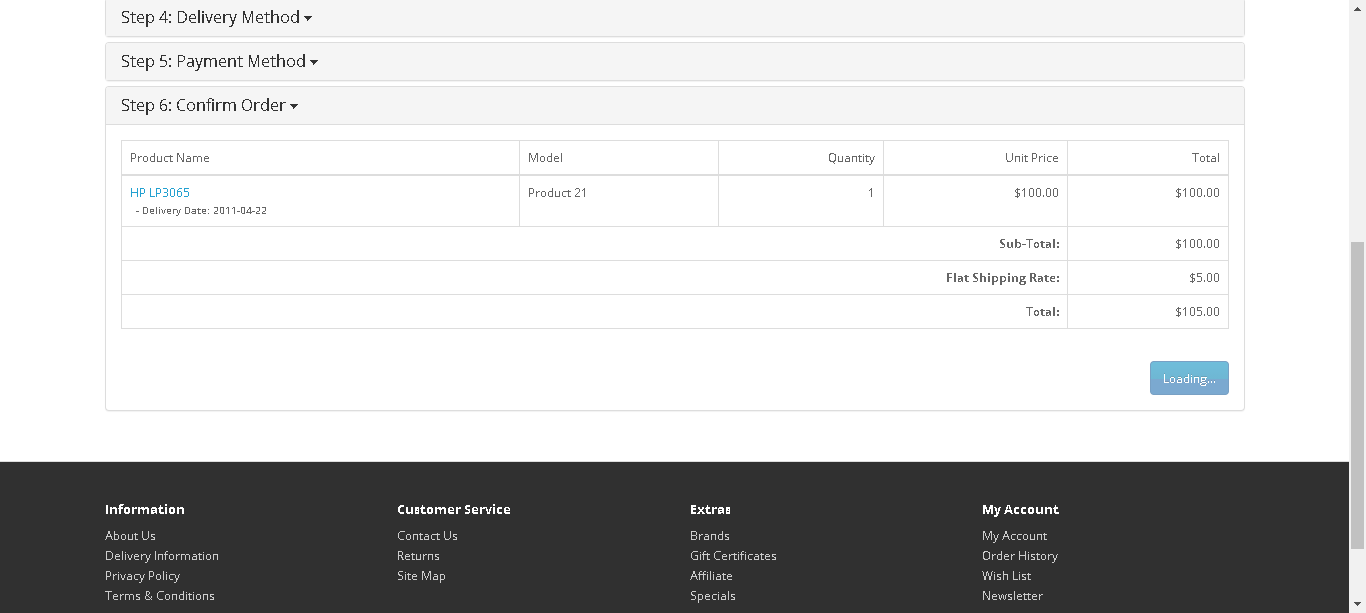 Step 4: Delivery Method
Step 5: Payment Method
Step 6: Confirm Order
Product Name Model Quantity Unit Price Total
HP LP3065 Product 21 1 $100.00 $100.00
- Delivery Date: 2011-04-22
Sub-Total: $100.00
Flat Shipping Rate: $5.00
Total: $105.00
Loading...
Information Customer Service Extras My Account
About Us Contact Us Brands My Account
Delivery Information Returns Gift Certificates Order History
Privacy Policy Site Map Affiliate Wish List
Terms & Conditions Specials Newsletter